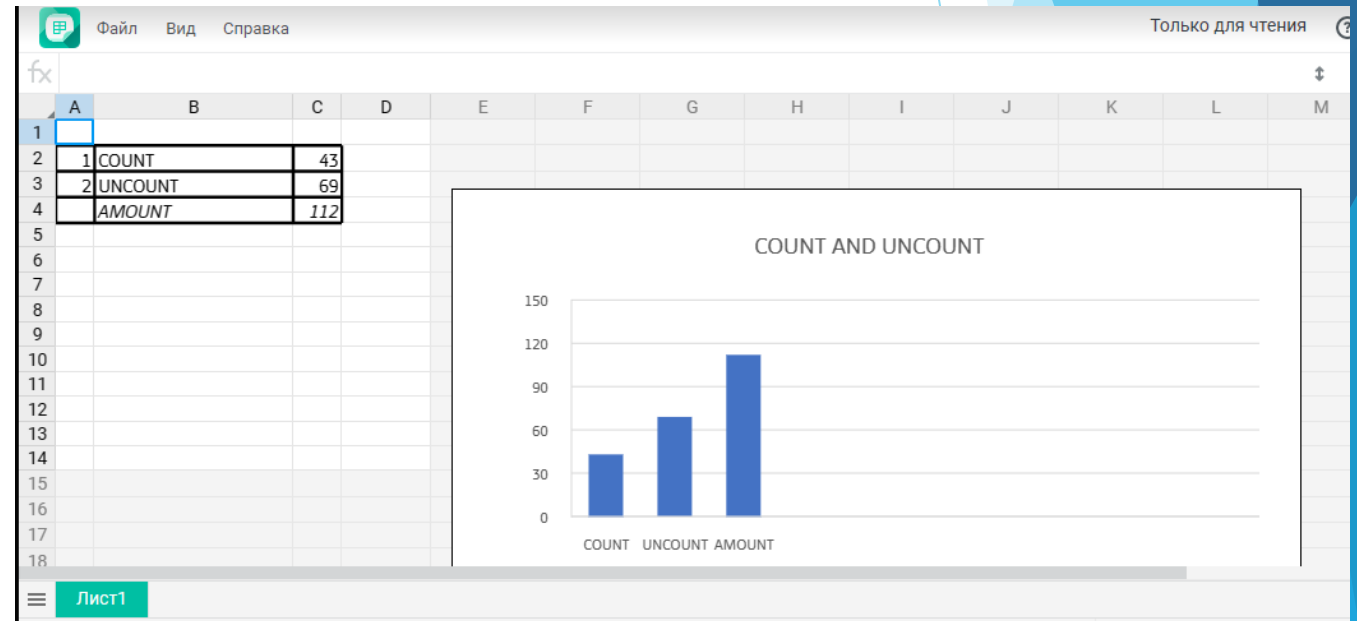 Файл Вид Справка Только для чтения ?
fx
A B C D E F G H I J K L M
1
2 1 COUNT 43
3 2 UNCOUNT 69
4 AMOUNT 112
5
6
7
8
9
10
11
12
13
14
15
16
17
18
COUNT AND UNCOUNT
150
120
90
60
30
0
COUNT UNCOUNT AMOUNT
Лист1